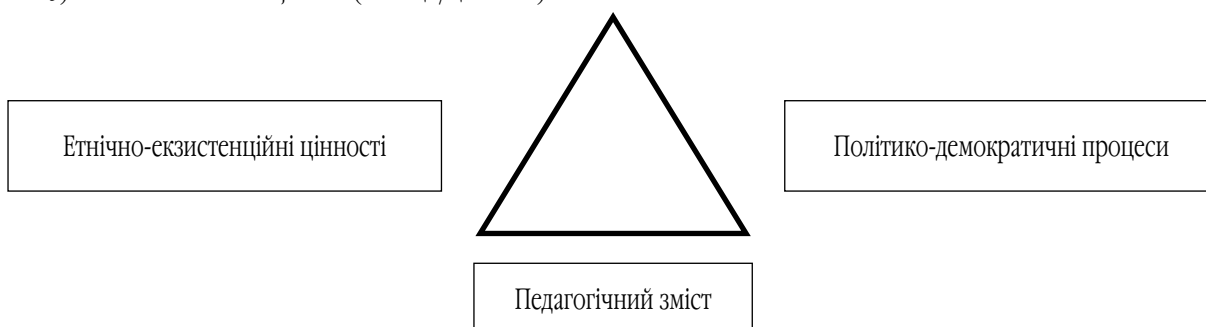 Етнічно-екзистенційні цінності
Політико-демократичні процеси
Педагогічний зміст